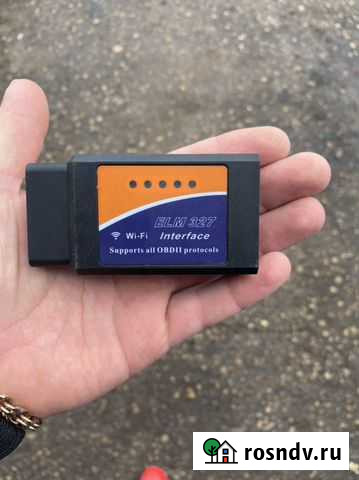 ELM 327
Wi-Fi Interface
Supports all OBDII protocols
rosndv.ru